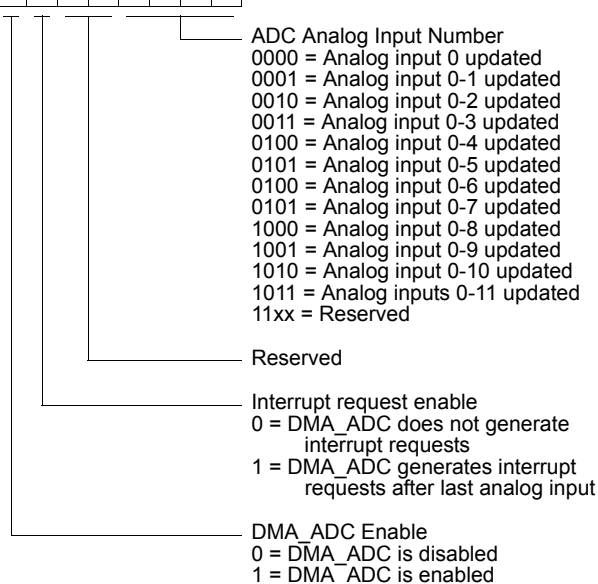 ADC Analog Input Number
0000 = Analog input 0 updated
0001 = Analog input 0-1 updated
0010 = Analog input 0-2 updated
0011 = Analog input 0-3 updated
0100 = Analog input 0-4 updated
0101 = Analog input 0-5 updated
0100 = Analog input 0-6 updated
0101 = Analog input 0-7 updated
1000 = Analog input 0-8 updated
1001 = Analog input 0-9 updated
1010 = Analog input 0-10 updated
1011 = Analog inputs 0-11 updated
11xx = Reserved
Reserved
Interrupt request enable
0 = DMA_ADC does not generate
interrupt requests
1 = DMA_ADC generates interrupt
requests after last analog input
DMA_ADC Enable
0 = DMA_ADC is disabled
1 = DMA_ADC is enabled